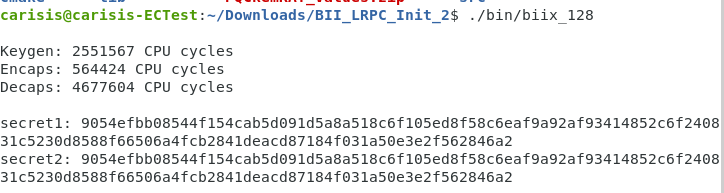 carisis@carisis-ECTest:~/Downloads/BII_LRPC_Init_2$ ./bin/biix_128
Keygen: 2551567 CPU cycles
Encaps: 564424 CPU cycles
Decaps: 4677604 CPU cycles
secret1: 9054efbb08544f154cab5d091d5a8a518c6f105ed8f58c6eaf9a92af93414852c6f2408
31c5230d8588f66506a4fcb2841deacd87184f031a50e3e2f562846a2
secret2: 9054efbb08544f154cab5d091d5a8a518c6f105ed8f58c6eaf9a92af93414852c6f2408
31c5230d8588f66506a4fcb2841deacd87184f031a50e3e2f562846a2